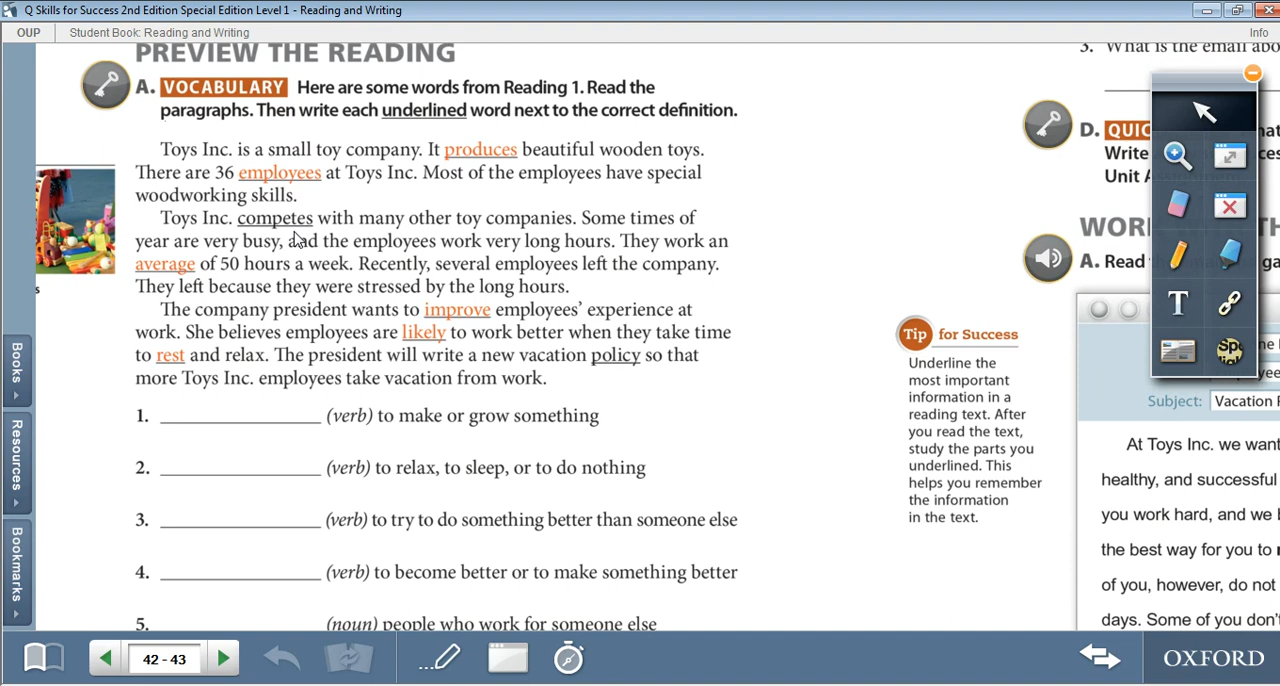 Q Skills for Success 2nd Edition Special Edition Level 1 - Reading and Writing
OUP Student Book: Reading and Writing Info
PREVIEW THE READING
A. VOCABULARY Here are some words from Reading 1. Read the
paragraphs. Then write each underlined word next to the correct definition.
Toys Inc. is a small toy company. It produces beautiful wooden toys.
There are 36 employees at Toys Inc. Most of the employees have special
woodworking skills.
Toys Inc. competes with many other toy companies. Some times of
year are very busy, and the employees work very long hours. They work an
average of 50 hours a week. Recently, several employees left the company.
They left because they were stressed by the long hours.
The company president wants to improve employees' experience at
work. She believes employees are likely to work better when they take time
to rest and relax. The president will write a new vacation policy so that
more Toys Inc. employees take vacation from work.
1. (verb) to make or grow something
2. (verb) to relax, to sleep, or to do nothing
3. (verb) to try to do something better than someone else
4. (verb) to become better or to make something better
5. (noun) people who work for someone else
s
Books
Resources
Bookmarks
Tip for Success
Underline the
most important
information in a
reading text. After
you read the text,
study the parts you
underlined. This
helps you remember
the information
in the text.
3. What is the email abo
D. QUIC
Write
Unit A
WOR
A. Read
T
Subject: Vacation
At Toys Inc. we want
healthy, and successful
you work hard, and we
the best way for you to
of you, however, do not
days. Some of you don't
42 - 43
OXFORD